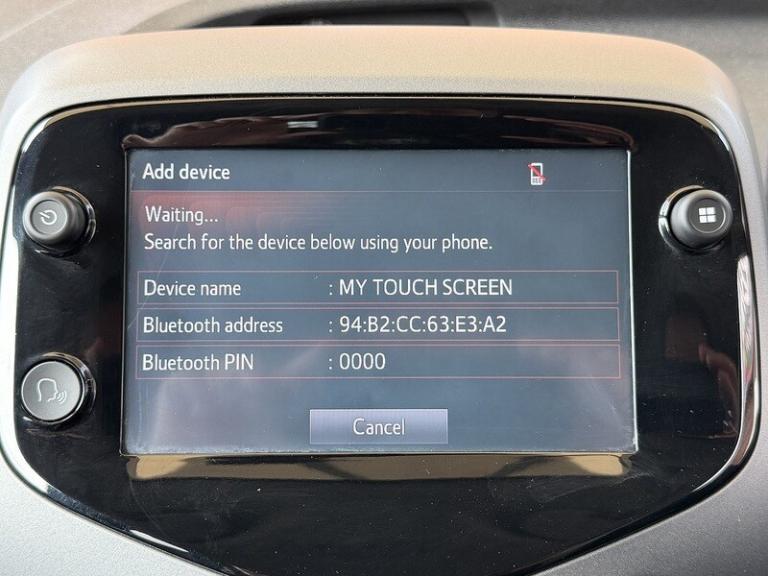 Add device
Waiting...
Search for the device below using your phone.
Device name : MY TOUCH SCREEN
Bluetooth address : 94:B2:CC:63:E3:A2
Bluetooth PIN : 0000
Cancel